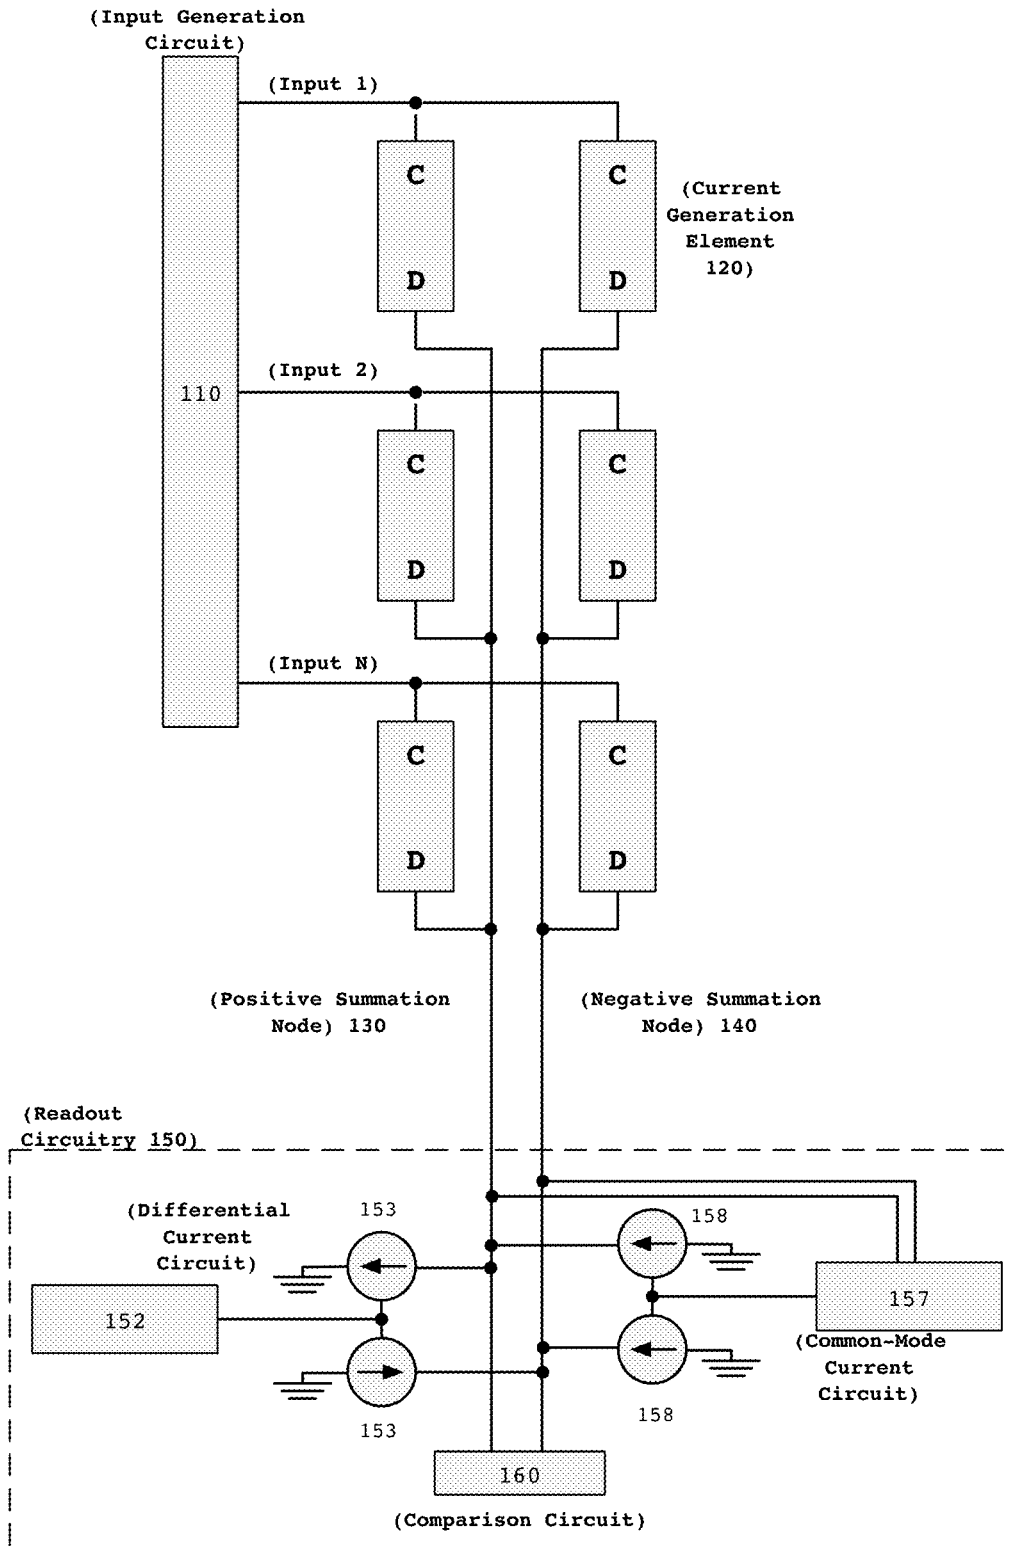 (Input Generation
Circuit)
(Input 1)
C
C
(Current
Generation
Element
120)
D
D
(Input 2)
110
C
C
D
D
(Input N)
C
C
D
D
(Positive Summation
Node) 130
(Negative Summation
Node) 140
(Readout
Circuitry 150)
(Differential
Current
Circuit)
153
158
152
157
(Common-Mode
Current
Circuit)
153
158
160
(Comparison Circuit)